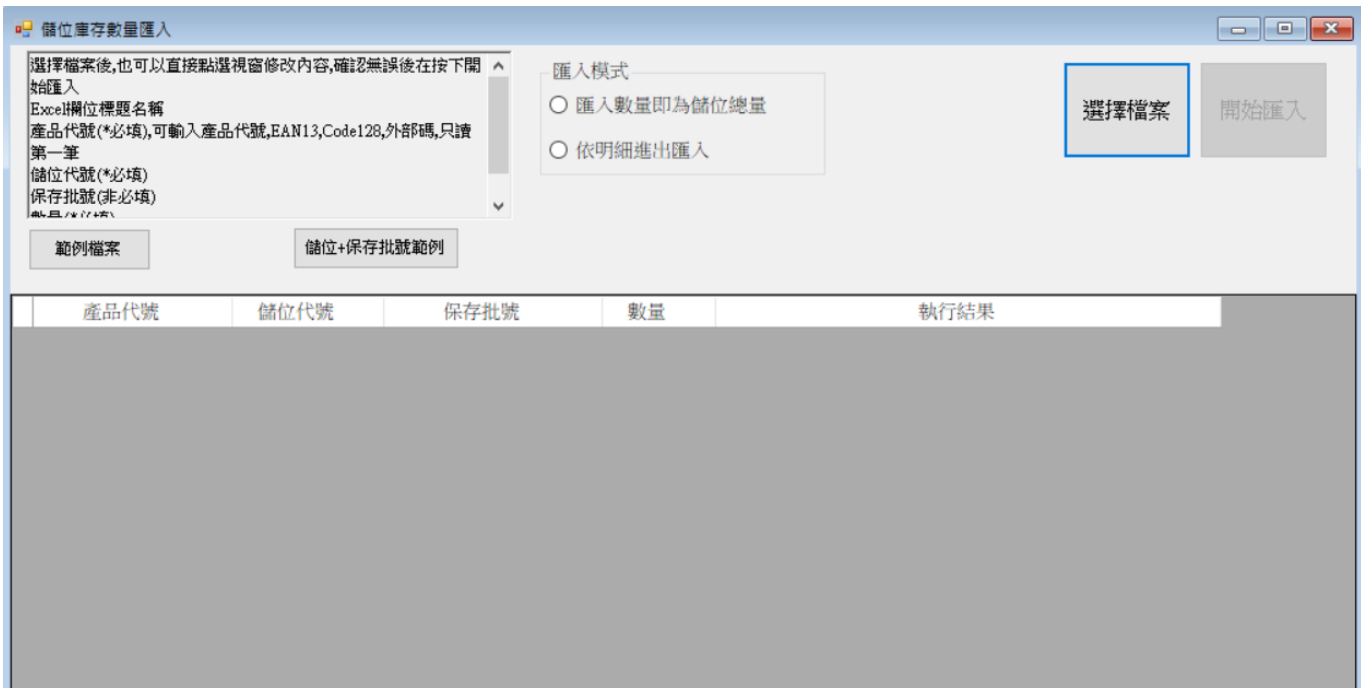 儲位庫存數量匯入
選擇檔案後,也可以直接點選視窗修改內容,確認無誤後在按下開
始匯入
Excel欄位標題名稱
產品代號(*必填),可輸入產品代號,EAN13,Code128,外部碼,只讀
第一筆
儲位代號(*必填)
保存批號(非必填)
數量(*必填)
範例檔案
儲位+保存批號範例
匯入模式
匯入數量即為儲位總量
依明細進出匯入
選擇檔案
開始匯入
產品代號 儲位代號 保存批號 數量 執行結果